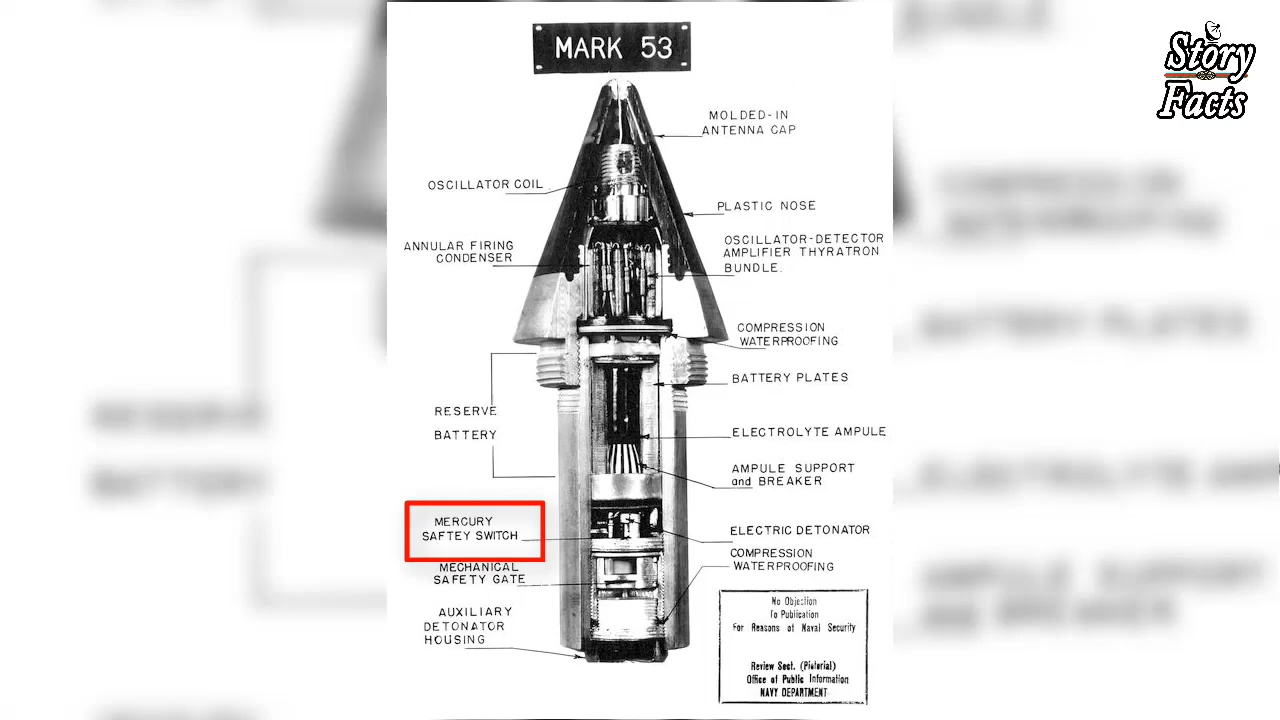 MARK 53
Story
Facts
MOLDED-IN
ANTENNA CAP
OSCILLATOR COIL
PLASTIC NOSE
ANNULAR FIRING
CONDENSER
OSCILLATOR-DETECTOR
AMPLIFIER THYRATRON
BUNDLE.
COMPRESSION
WATERPROOFING
BATTERY PLATES
RESERVE
BATTERY
ELECTROLYTE AMPULE
AMPULE SUPPORT
and BREAKER
MERCURY
SAFTEY SWITCH
ELECTRIC DETONATOR
COMPRESSION
WATERPROOFING
MECHANICAL
SAFETY GATE
AUXILIARY
DETONATOR
HOUSING
No Objection
To Publication
For Reasons of Naval Security
Review Sect. (Pictorial)
Office of Public Information
NAVY DEPARTMENT